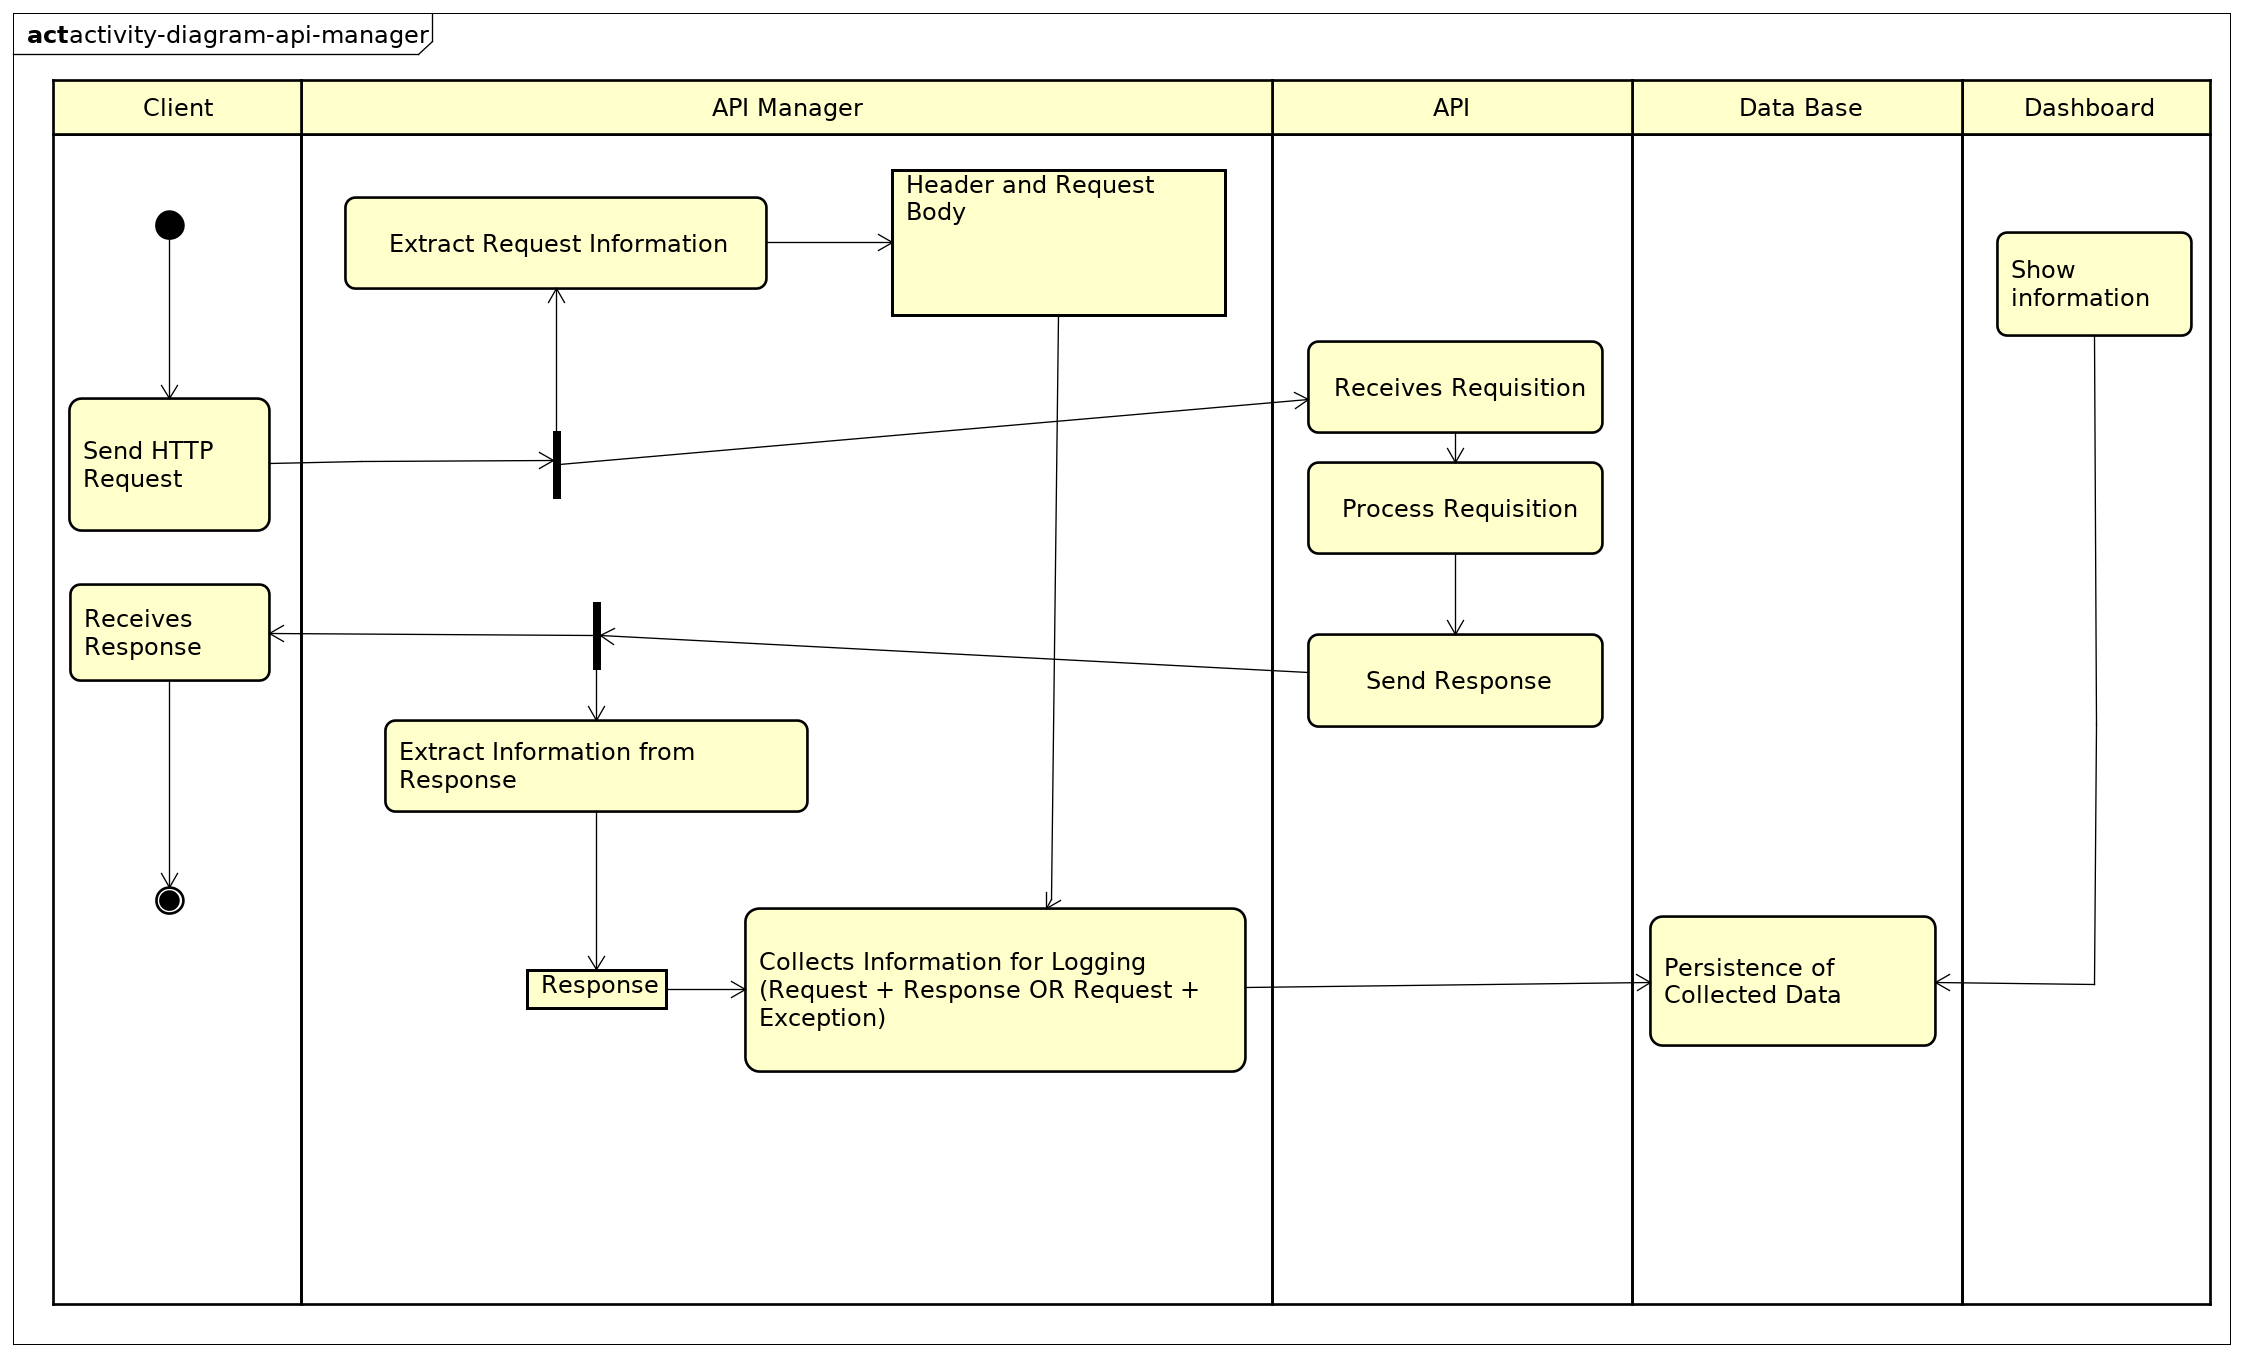 actactivity-diagram-api-manager
Client
API Manager
API
Data Base
Dashboard
Header and Request
Body
Extract Request Information
Show
information
Receives Requisition
Send HTTP
Request
Process Requisition
Receives
Response
Send Response
Extract Information from
Response
Collects Information for Logging
(Request + Response OR Request +
Exception)
Response
Persistence of
Collected Data